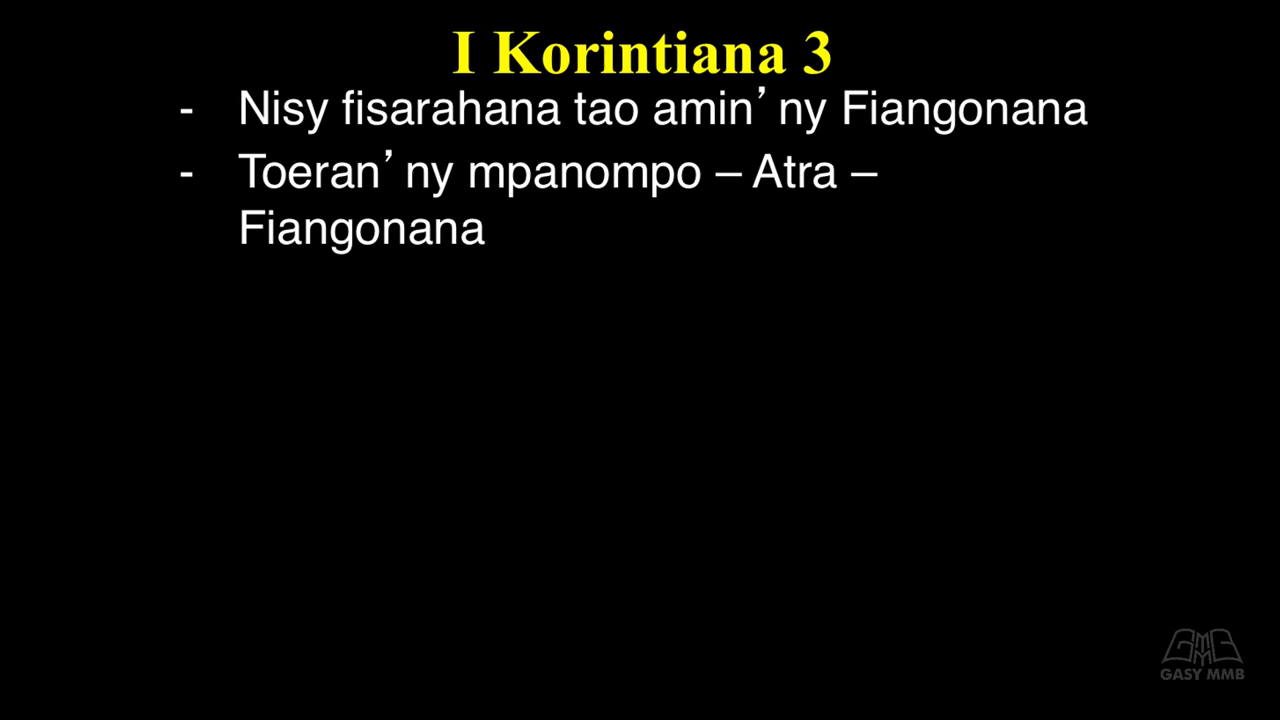 I Korintiana 3
- Nisy fisarahana tao amin’ ny Fiangonana
- Toeran’ ny mpanompo – Atra –
Fiangonana
GASY MMB